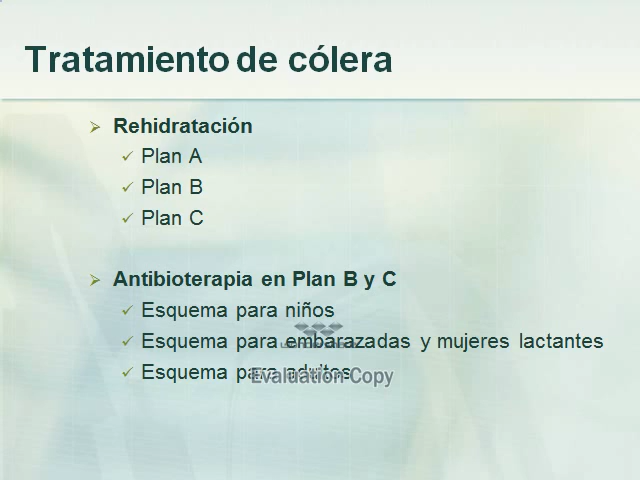 Tratamiento de cólera
Rehidratación
Plan A
Plan B
Plan C
Antibioterapia en Plan B y C
Esquema para niños
Esquema para embarazadas y mujeres lactantes
Esquema para adultos
Evaluation Copy